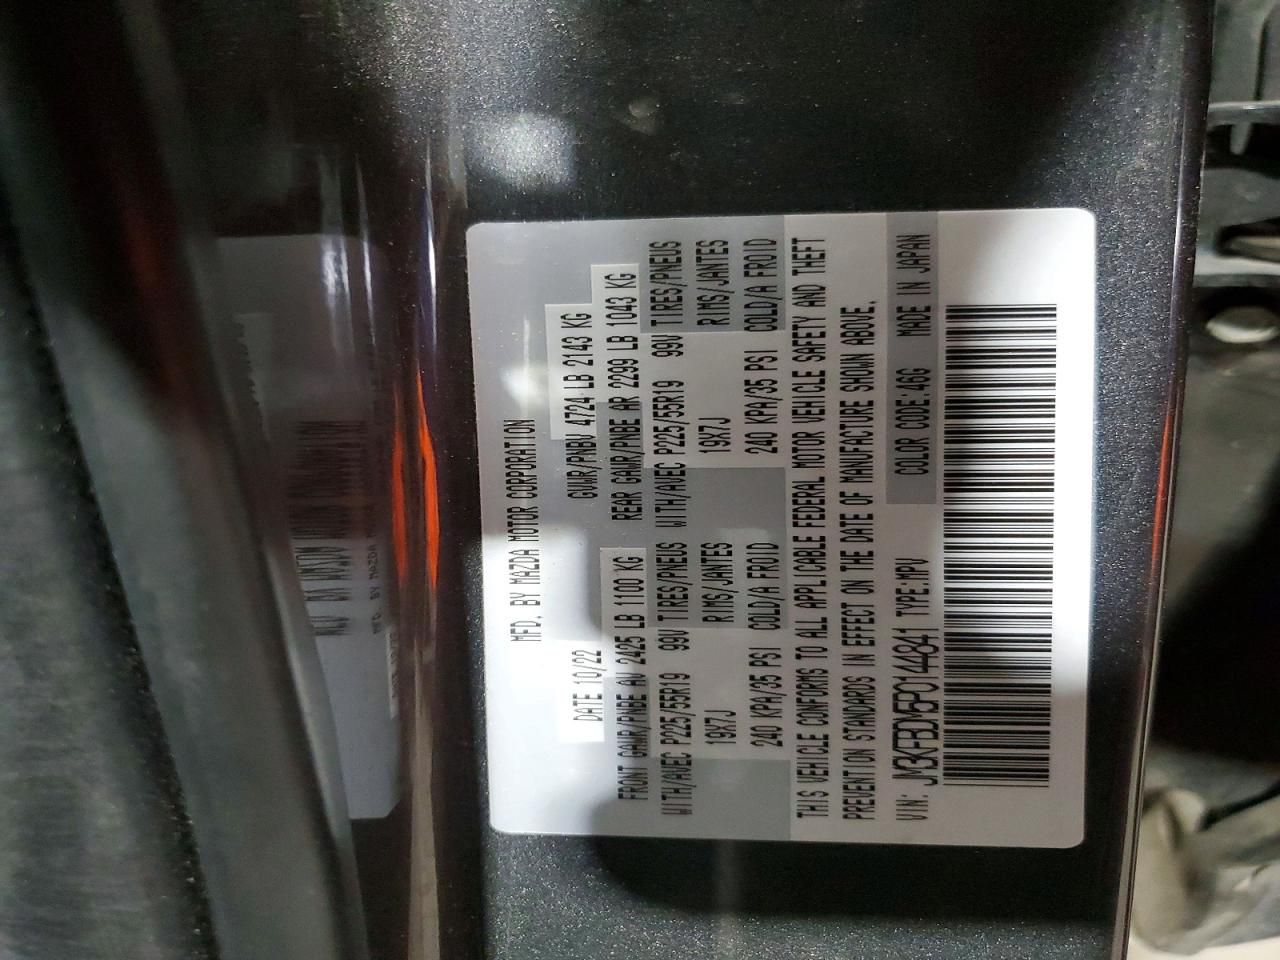 MFD. BY MAZDA MOTOR CORPORATION
DATE 10/22 GVWR/PNBV 4724 LB 2143 KG
FRONT GAWR/PNBE AV 2425 LB 1100 KG REAR GAWR/PNBE AR 2299 LB 1043 KG
WITH/AVEC P225/55R19 99V TIRES/PNEUS WITH/AVEC P225/55R19 99V TIRES/PNEUS
19X7J RIMS/JANTES 19X7J RIMS/JANTES
240 KPA/35 PSI COLD/A FROID 240 KPA/35 PSI COLD/A FROID
THIS VEHICLE CONFORMS TO ALL APPLICABLE FEDERAL MOTOR VEHICLE SAFETY AND THEFT
PREVENTION STANDARDS IN EFFECT ON THE DATE OF MANUFACTURE SHOWN ABOVE.
VIN: JM3KFBDM5P0144841 TYPE:MPV COLOR CODE:46G MADE IN JAPAN